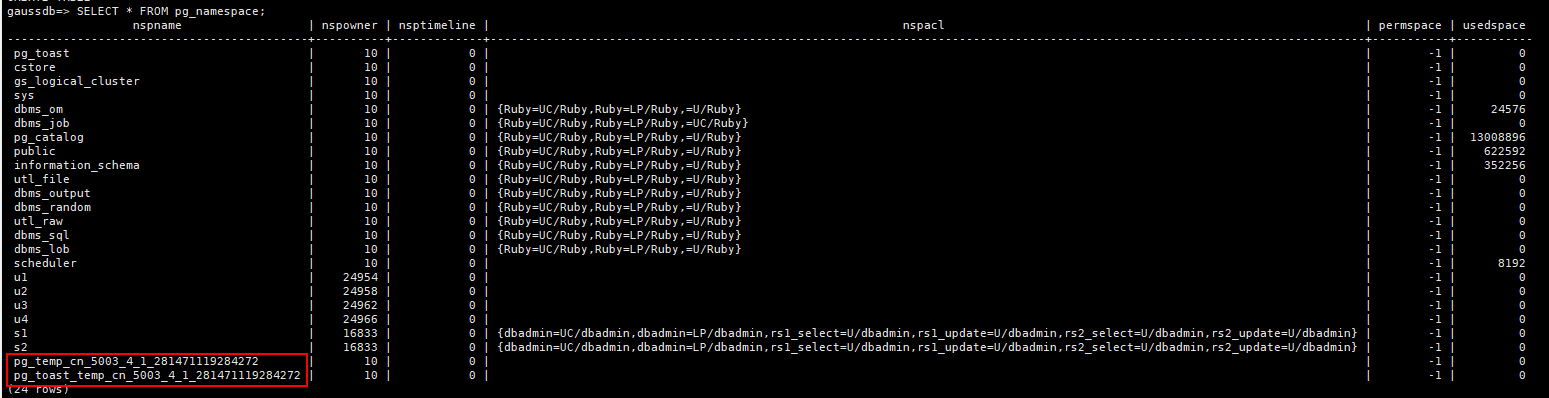 gaussdb=> SELECT * FROM pg_namespace;
nspname | nspowner | nsptimeline | nspacl | permspace | usedspace
pg_toast | 10 | 0 | | -1 | 0
cstore | 10 | 0 | | -1 | 0
gs_logical_cluster | 10 | 0 | | -1 | 0
sys | 10 | 0 | | -1 | 0
dbms_om | 10 | 0 | {Ruby=UC/Ruby,Ruby=LP/Ruby,=U/Ruby} | -1 | 24576
dbms_job | 10 | 0 | {Ruby=UC/Ruby,Ruby=LP/Ruby,=UC/Ruby} | -1 | 0
pg_catalog | 10 | 0 | {Ruby=UC/Ruby,Ruby=LP/Ruby,=U/Ruby} | -1 | 13008896
public | 10 | 0 | {Ruby=UC/Ruby,Ruby=LP/Ruby,=U/Ruby} | -1 | 622592
information_schema | 10 | 0 | {Ruby=UC/Ruby,Ruby=LP/Ruby,=U/Ruby} | -1 | 352256
utl_file | 10 | 0 | {Ruby=UC/Ruby,Ruby=LP/Ruby,=U/Ruby} | -1 | 0
dbms_output | 10 | 0 | {Ruby=UC/Ruby,Ruby=LP/Ruby,=U/Ruby} | -1 | 0
dbms_random | 10 | 0 | {Ruby=UC/Ruby,Ruby=LP/Ruby,=U/Ruby} | -1 | 0
utl_raw | 10 | 0 | {Ruby=UC/Ruby,Ruby=LP/Ruby,=U/Ruby} | -1 | 0
dbms_sql | 10 | 0 | {Ruby=UC/Ruby,Ruby=LP/Ruby,=U/Ruby} | -1 | 0
dbms_lob | 10 | 0 | {Ruby=UC/Ruby,Ruby=LP/Ruby,=U/Ruby} | -1 | 0
scheduler | 10 | 0 | | -1 | 8192
u1 | 24954 | 0 | | -1 | 0
u2 | 24958 | 0 | | -1 | 0
u3 | 24962 | 0 | | -1 | 0
u4 | 24966 | 0 | | -1 | 0
s1 | 16833 | 0 | {dbadmin=UC/dbadmin,dbadmin=LP/dbadmin,rs1_select=U/dbadmin,rs1_update=U/dbadmin,rs2_select=U/dbadmin,rs2_update=U/dbadmin} | -1 | 0
s2 | 16833 | 0 | {dbadmin=UC/dbadmin,dbadmin=LP/dbadmin,rs1_select=U/dbadmin,rs1_update=U/dbadmin,rs2_select=U/dbadmin,rs2_update=U/dbadmin} | -1 | 0
pg_temp_cn_5003_4_1_281471119284272 | 10 | 0 | | -1 | 0
pg_toast_temp_cn_5003_4_1_281471119284272 | 10 | 0 | | -1 | 0
(24 rows)